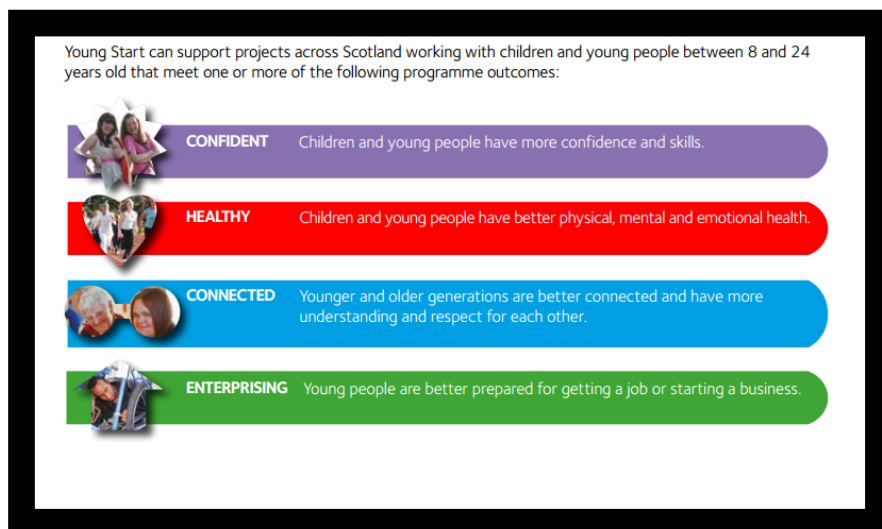 Young Start can support projects across Scotland working with children and young people between 8 and 24
years old that meet one or more of the following programme outcomes:
CONFIDENT Children and young people have more confidence and skills.
HEALTHY Children and young people have better physical, mental and emotional health.
CONNECTED Younger and older generations are better connected and have more
understanding and respect for each other.
ENTERPRISING Young people are better prepared for getting a job or starting a business.